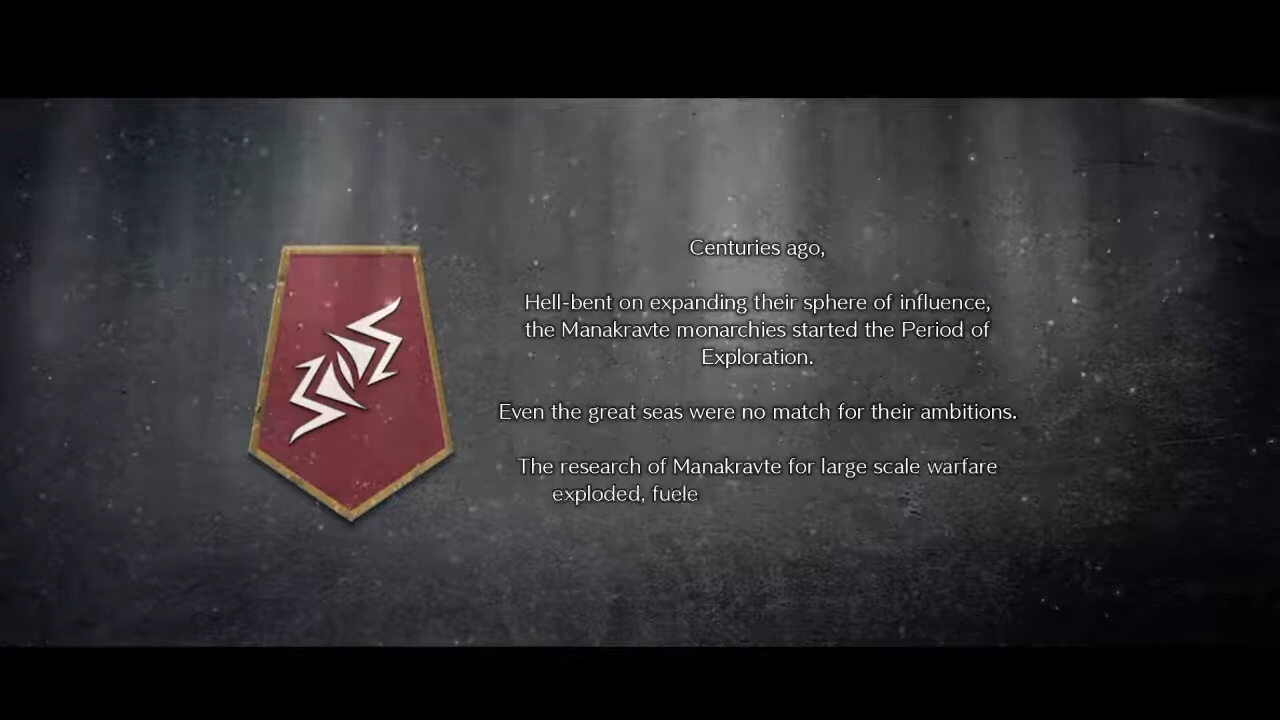 Centuries ago,
Hell-bent on expanding their sphere of influence,
the Manakravte monarchies started the Period of
Exploration.
Even the great seas were no match for their ambitions.
The research of Manakravte for large scale warfare
exploded, fuele